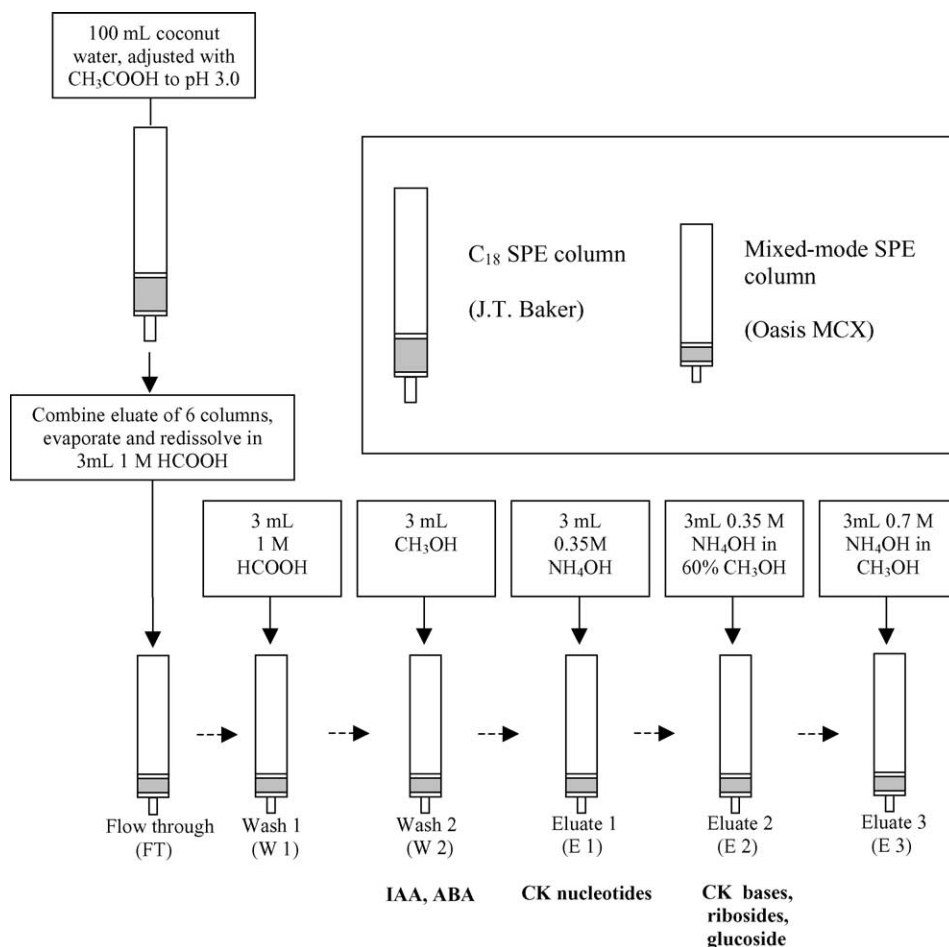 100 mL coconut
water, adjusted with
CH₃COOH to pH 3.0
C₁₈ SPE column
(J.T. Baker)
Mixed-mode SPE
column
(Oasis MCX)
Combine eluate of 6 columns,
evaporate and redissolve in
3mL 1 M HCOOH
3 mL
1 M
HCOOH
3 mL
CH₃OH
3 mL
0.35M
NH₄OH
3mL 0.35 M
NH₄OH in
60% CH₃OH
3mL 0.7 M
NH₄OH in
CH₃OH
Flow through
(FT)
Wash 1
(W 1)
Wash 2
(W 2)
Eluate 1
(E 1)
Eluate 2
(E 2)
Eluate 3
(E 3)
IAA, ABA
CK nucleotides
CK bases,
ribosides,
glucoside